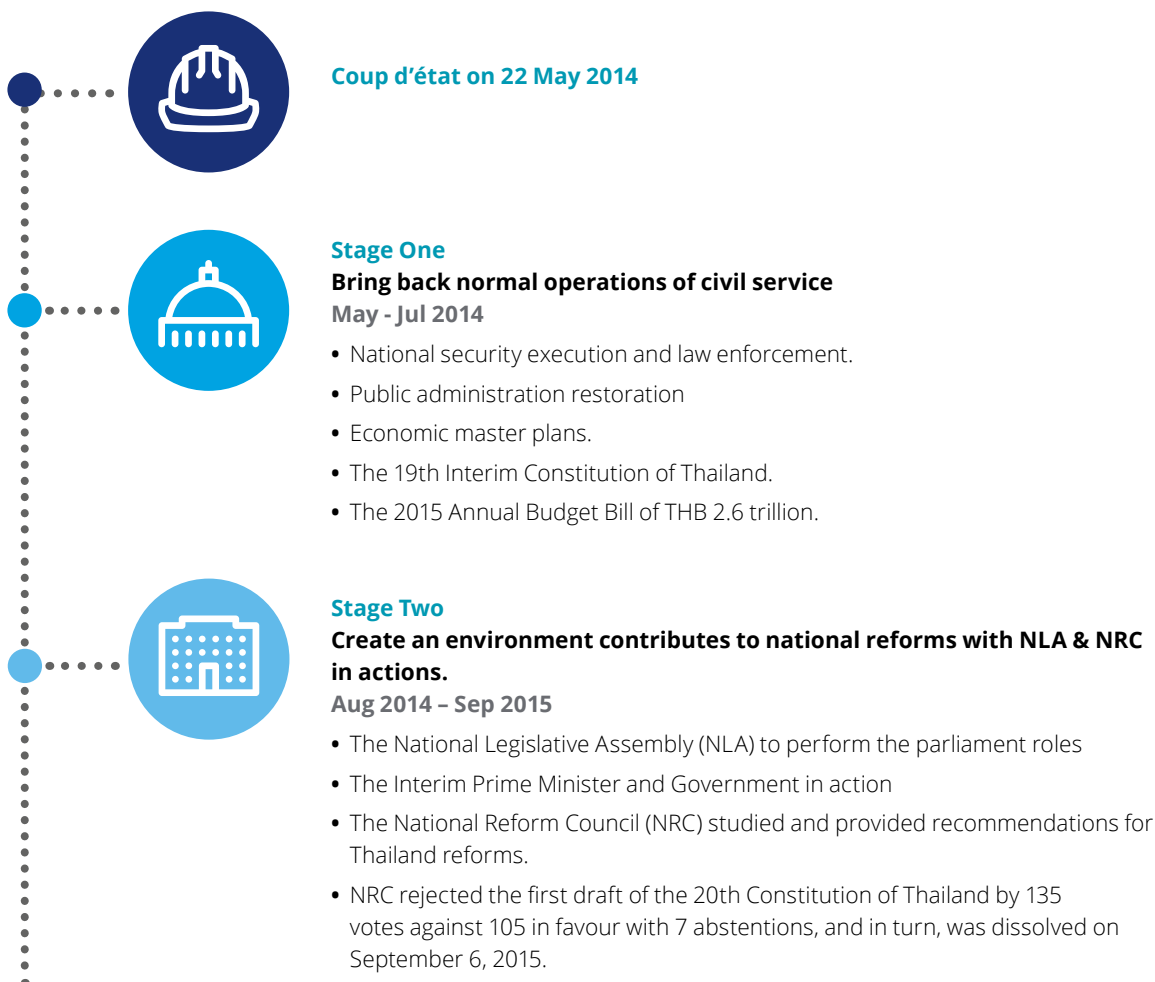 Coup d’état on 22 May 2014
Stage One
Bring back normal operations of civil service
May - Jul 2014
• National security execution and law enforcement.
• Public administration restoration
• Economic master plans.
• The 19th Interim Constitution of Thailand.
• The 2015 Annual Budget Bill of THB 2.6 trillion.
Stage Two
Create an environment contributes to national reforms with NLA & NRC
in actions.
Aug 2014 – Sep 2015
• The National Legislative Assembly (NLA) to perform the parliament roles
• The Interim Prime Minister and Government in action
• The National Reform Council (NRC) studied and provided recommendations for
Thailand reforms.
• NRC rejected the first draft of the 20th Constitution of Thailand by 135
votes against 105 in favour with 7 abstentions, and in turn, was dissolved on
September 6, 2015.